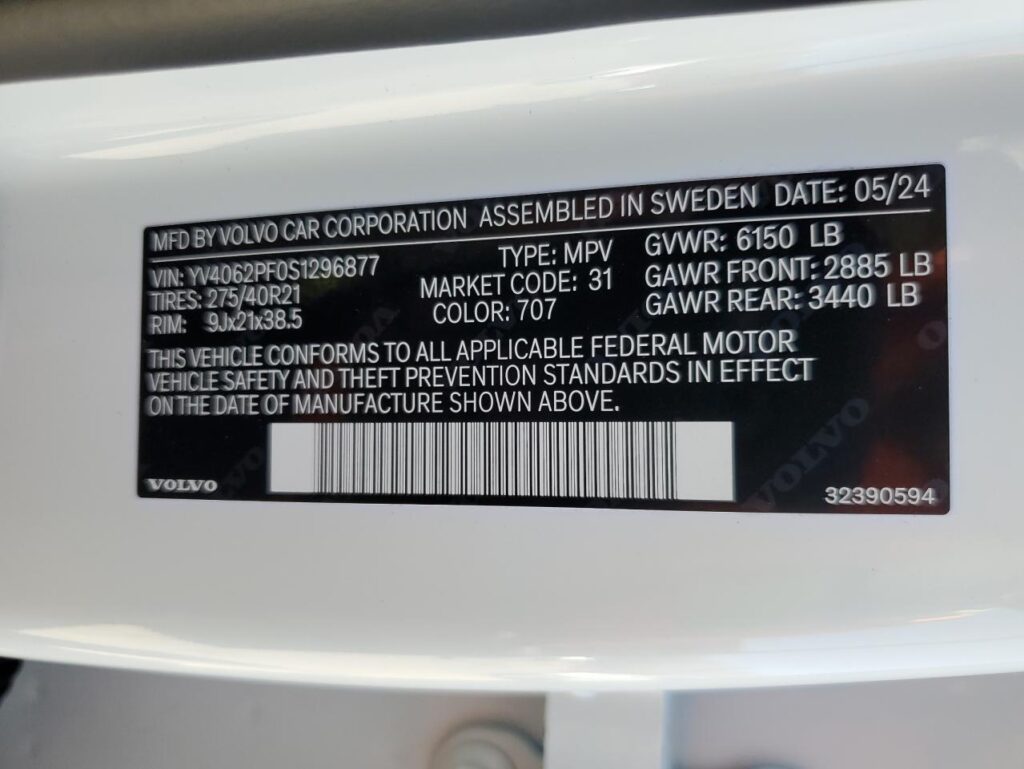 MFD BY VOLVO CAR CORPORATION ASSEMBLED IN SWEDEN DATE: 05/24
VIN: YV4062PF0S1296877 TYPE: MPV GVWR: 6150 LB
TIRES: 275/40R21 MARKET CODE: 31 GAWR FRONT: 2885 LB
RIM: 9Jx21x38.5 COLOR: 707 GAWR REAR: 3440 LB
THIS VEHICLE CONFORMS TO ALL APPLICABLE FEDERAL MOTOR
VEHICLE SAFETY AND THEFT PREVENTION STANDARDS IN EFFECT
ON THE DATE OF MANUFACTURE SHOWN ABOVE.
VOLVO 32390594